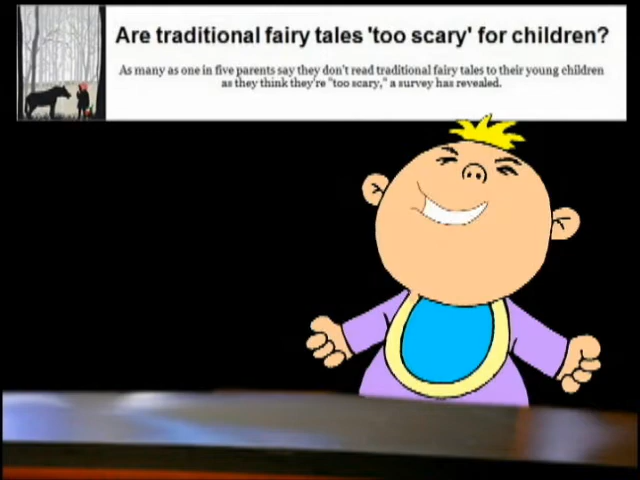 Are traditional fairy tales 'too scary' for children?
As many as one in five parents say they don't read traditional fairy tales to their young children
as they think they're "too scary," a survey has revealed.